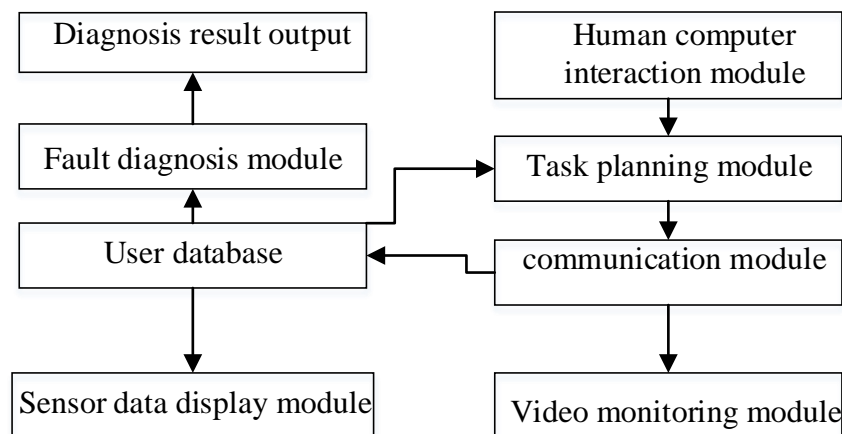 Diagnosis result output
Human computer
interaction module
Fault diagnosis module
Task planning module
User database
communication module
Sensor data display module
Video monitoring module